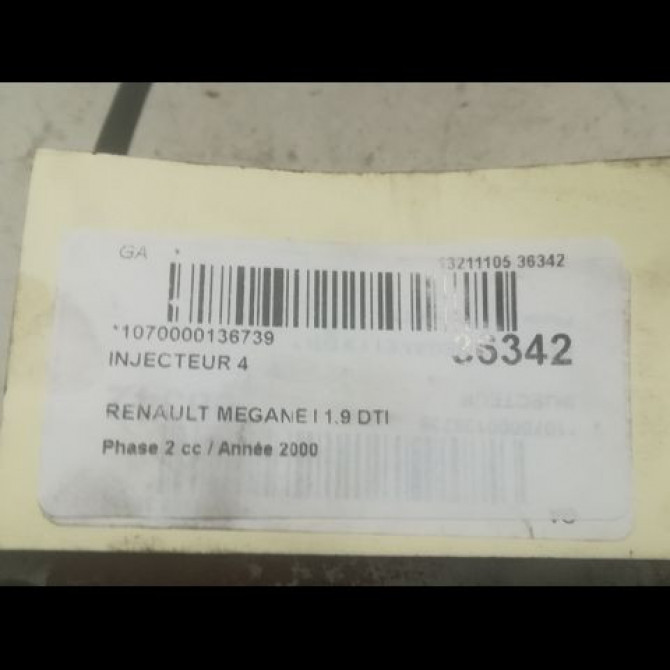 GA * 13211105 36342
*1070000136739
36342
INJECTEUR 4
RENAULT MEGANE I 1.9 DTI
Phase 2 cc / Année 2000